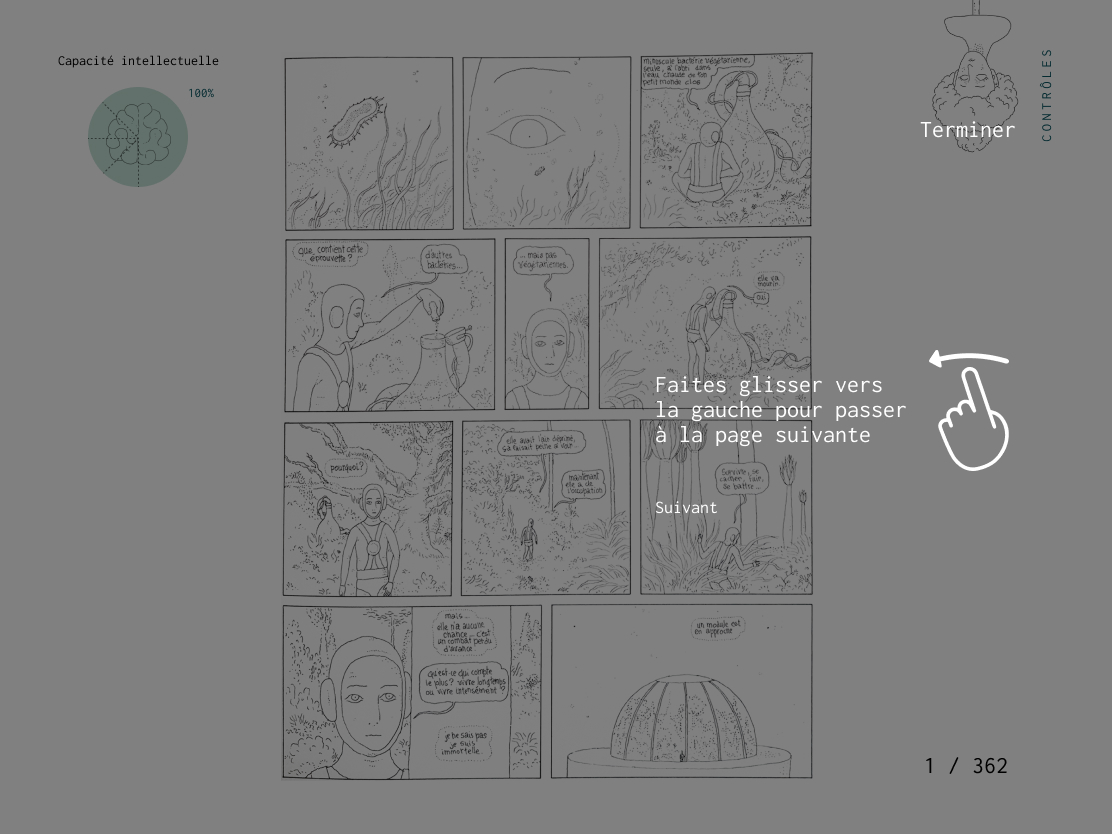 Capacité intellectuelle
100%
Terminer
CONTRÔLES
minuscule bactérie végétarienne,
seule, à l'abri dans
l'eau chaude de ton
petit monde clos
que contient cette
éprouvette ?
d'autres
bactéries...
... mais pas
végétariennes.
elle va
mourir.
oui
Faites glisser vers
la gauche pour passer
à la page suivante
Suivant
pourquoi ?
elle avait l'air déprimé,
ça faisait peine à voir
maintenant
elle a de
l'occupation
Survivre, se
cacher, fuir,
se battre...
mais...
elle n'a aucune
chance... c'est
un combat perdu
d'avance !
qu'est-ce qui compte
le plus ? vivre longtemps
ou vivre intensément ?
je ne sais pas
je suis
immortelle.
un module est
en approche
1 / 362